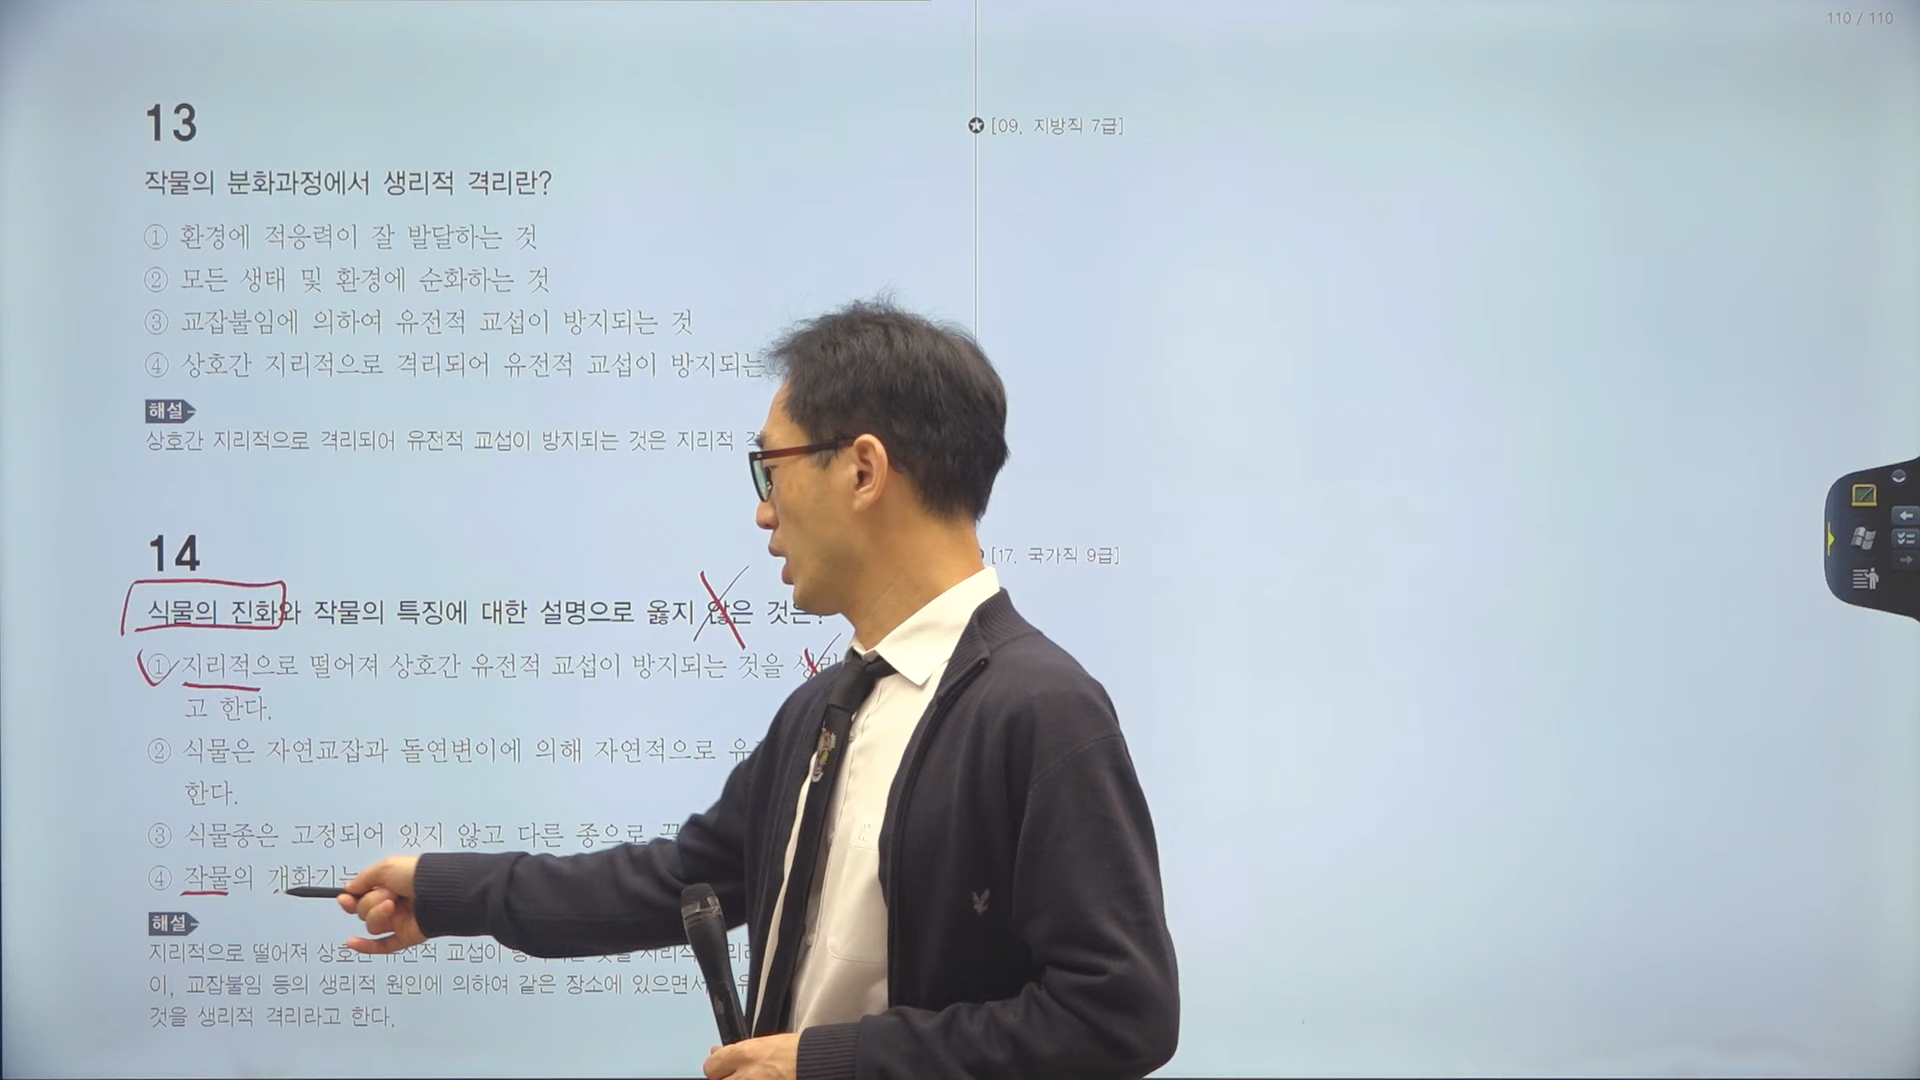 110 / 110
13
[09. 지방직 7급]
작물의 분화과정에서 생리적 격리란?
① 환경에 적응력이 잘 발달하는 것
② 모든 생태 및 환경에 순화하는 것
③ 교잡불임에 의하여 유전적 교섭이 방지되는 것
④ 상호간 지리적으로 격리되어 유전적 교섭이 방지되는
해설
상호간 지리적으로 격리되어 유전적 교섭이 방지되는 것은 지리적
14
[17. 국가직 9급]
식물의 진화와 작물의 특징에 대한 설명으로 옳지 않은 것은?
① 지리적으로 떨어져 상호간 유전적 교섭이 방지되는 것을
고 한다.
② 식물은 자연교잡과 돌연변이에 의해 자연적으로
한다.
③ 식물종은 고정되어 있지 않고 다른 종으로
④ 작물의 개화기는
해설
지리적으로 떨어져 상호간 유전적 교섭이 것을 지리적
이, 교잡불임 등의 생리적 원인에 의하여 같은 장소에 있으면서
것을 생리적 격리라고 한다.